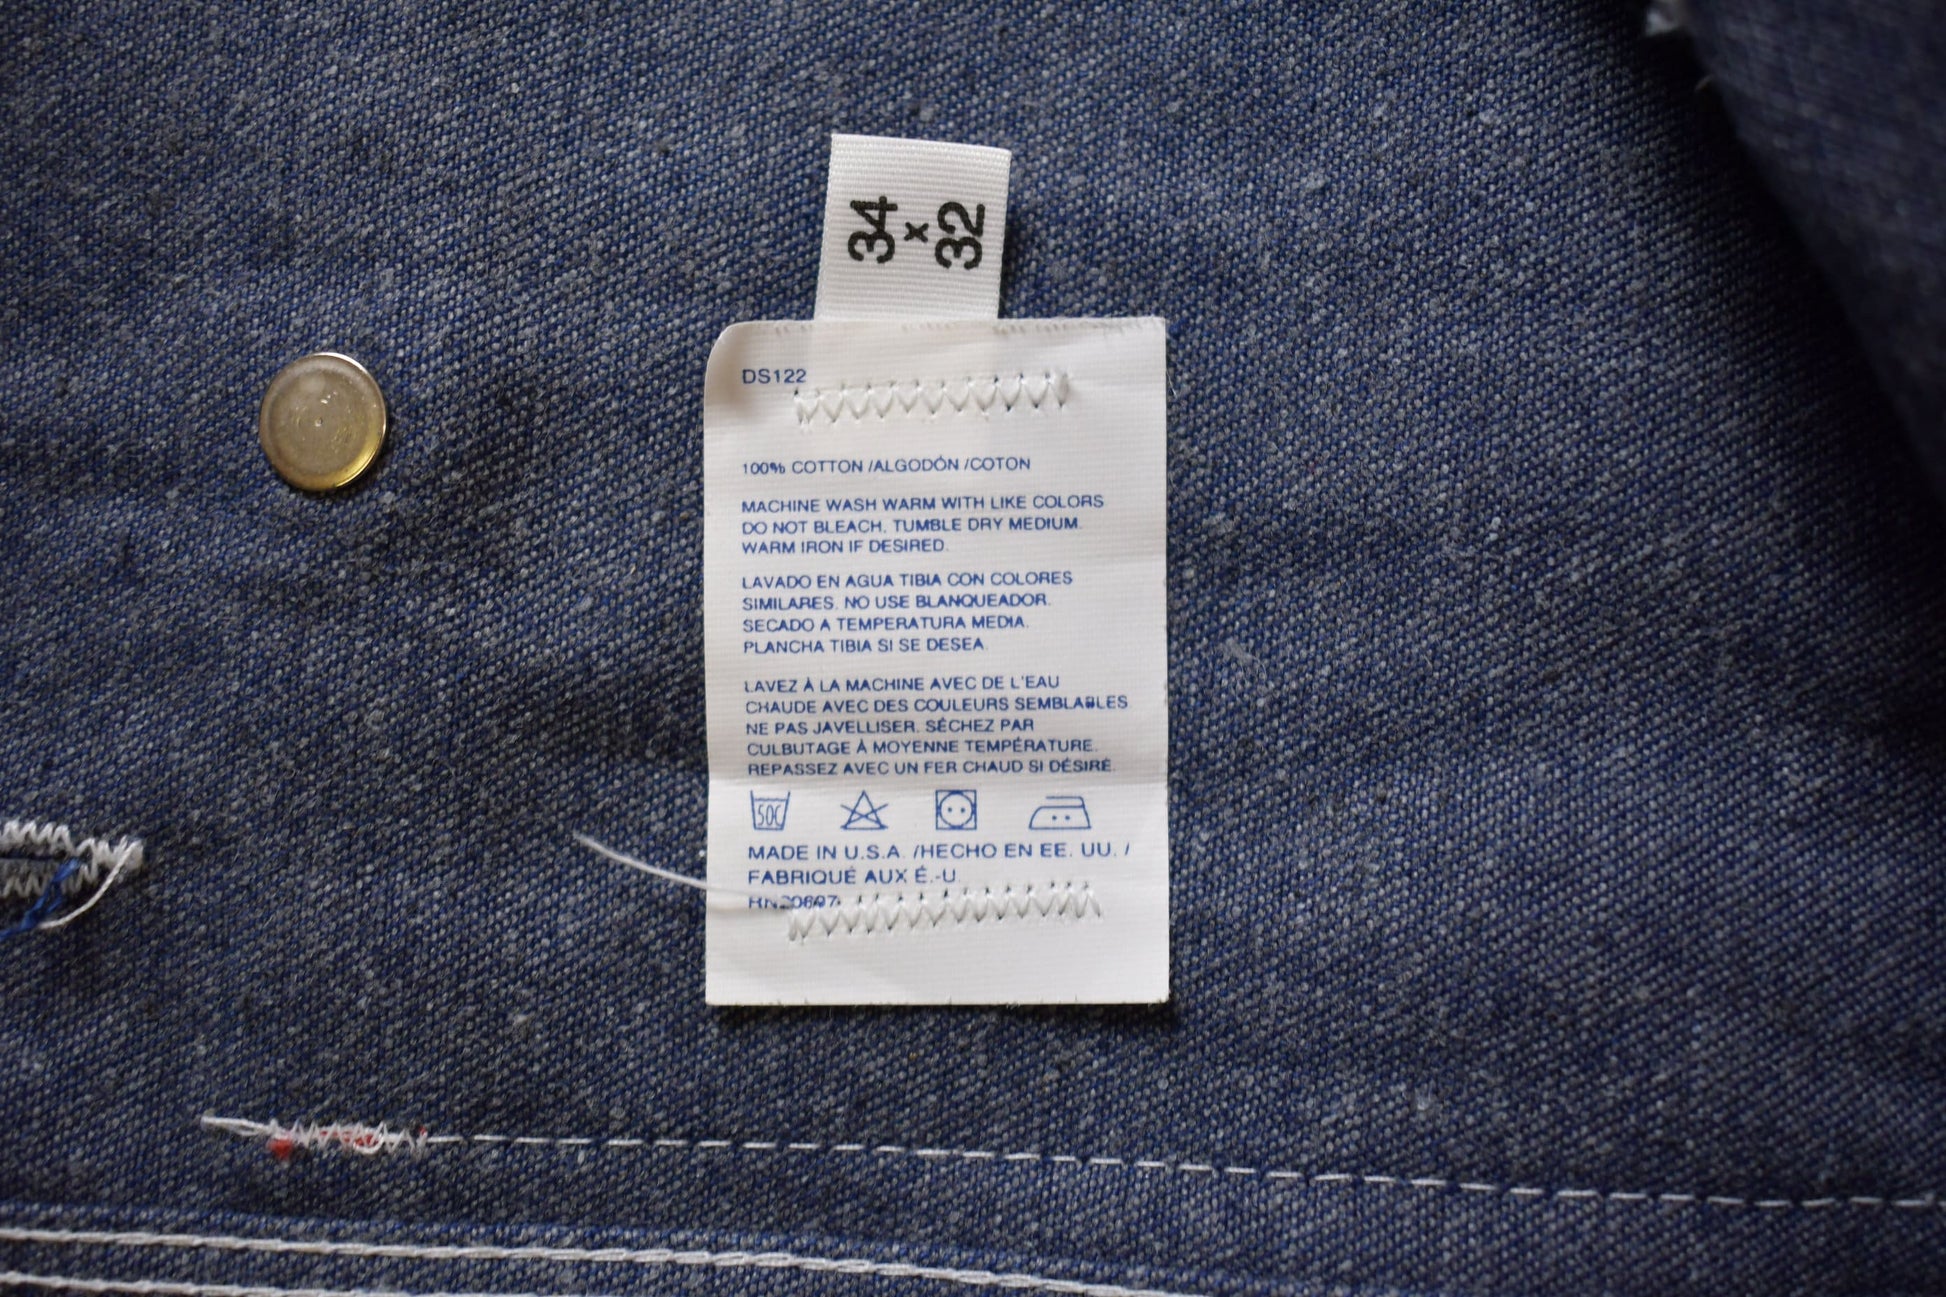 34
x
32
DS122
100% COTTON /ALGODÓN /COTON
MACHINE WASH WARM WITH LIKE COLORS
DO NOT BLEACH. TUMBLE DRY MEDIUM.
WARM IRON IF DESIRED.
LAVADO EN AGUA TIBIA CON COLORES
SIMILARES. NO USE BLANQUEADOR.
SECADO A TEMPERATURA MEDIA.
PLANCHA TIBIA SI SE DESEA.
LAVEZ À LA MACHINE AVEC DE L'EAU
CHAUDE AVEC DES COULEURS SEMBLABLES.
NE PAS JAVELLISER. SÉCHEZ PAR
CULBUTAGE À MOYENNE TEMPÉRATURE.
REPASSEZ AVEC UN FER CHAUD SI DÉSIRÉ.
50C
MADE IN U.S.A. /HECHO EN EE. UU. /
FABRIQUÉ AUX É.-U.